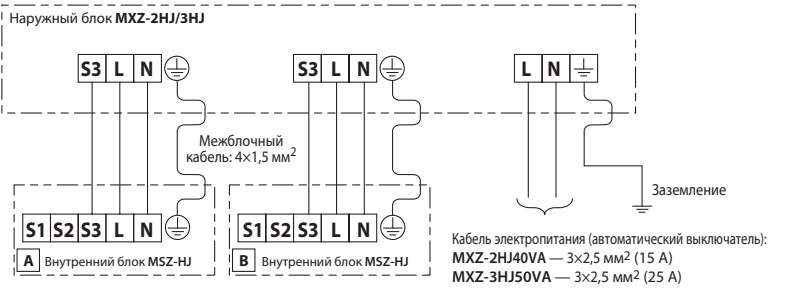 Наружный блок MXZ-2HJ/3HJ
S3 L N
S3 L N
L N
Межблочный
кабель: 4×1,5 мм²
Заземление
S1 S2 S3 L N
S1 S2 S3 L N
A Внутренний блок MSZ-HJ
B Внутренний блок MSZ-HJ
Кабель электропитания (автоматический выключатель):
MXZ-2HJ40VA — 3×2,5 мм² (15 А)
MXZ-3HJ50VA — 3×2,5 мм² (25 А)